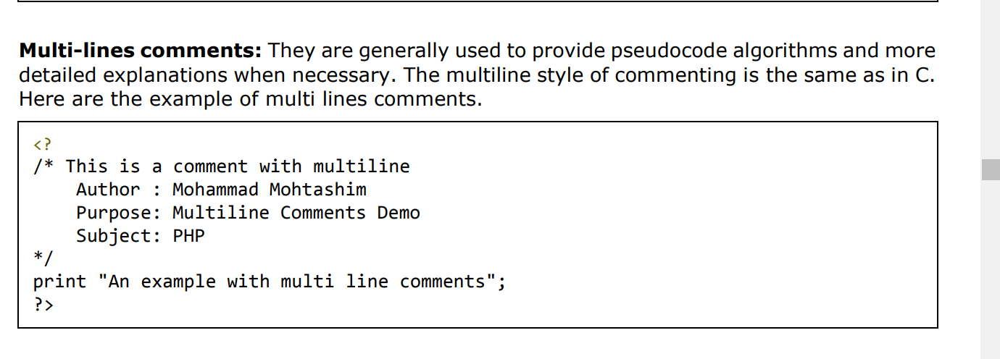 Multi-lines comments: They are generally used to provide pseudocode algorithms and more
detailed explanations when necessary. The multiline style of commenting is the same as in C.
Here are the example of multi lines comments.
<?
/* This is a comment with multiline
    Author : Mohammad Mohtashim
    Purpose: Multiline Comments Demo
    Subject: PHP
*/
print "An example with multi line comments";
?>